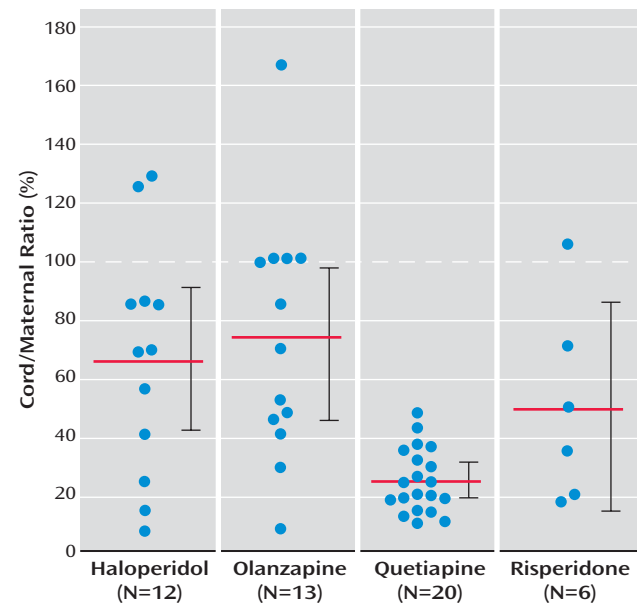 Cord/Maternal Ratio (%)
180
160
140
120
100
80
60
40
20
0
Haloperidol
(N=12)
Olanzapine
(N=13)
Quetiapine
(N=20)
Risperidone
(N=6)